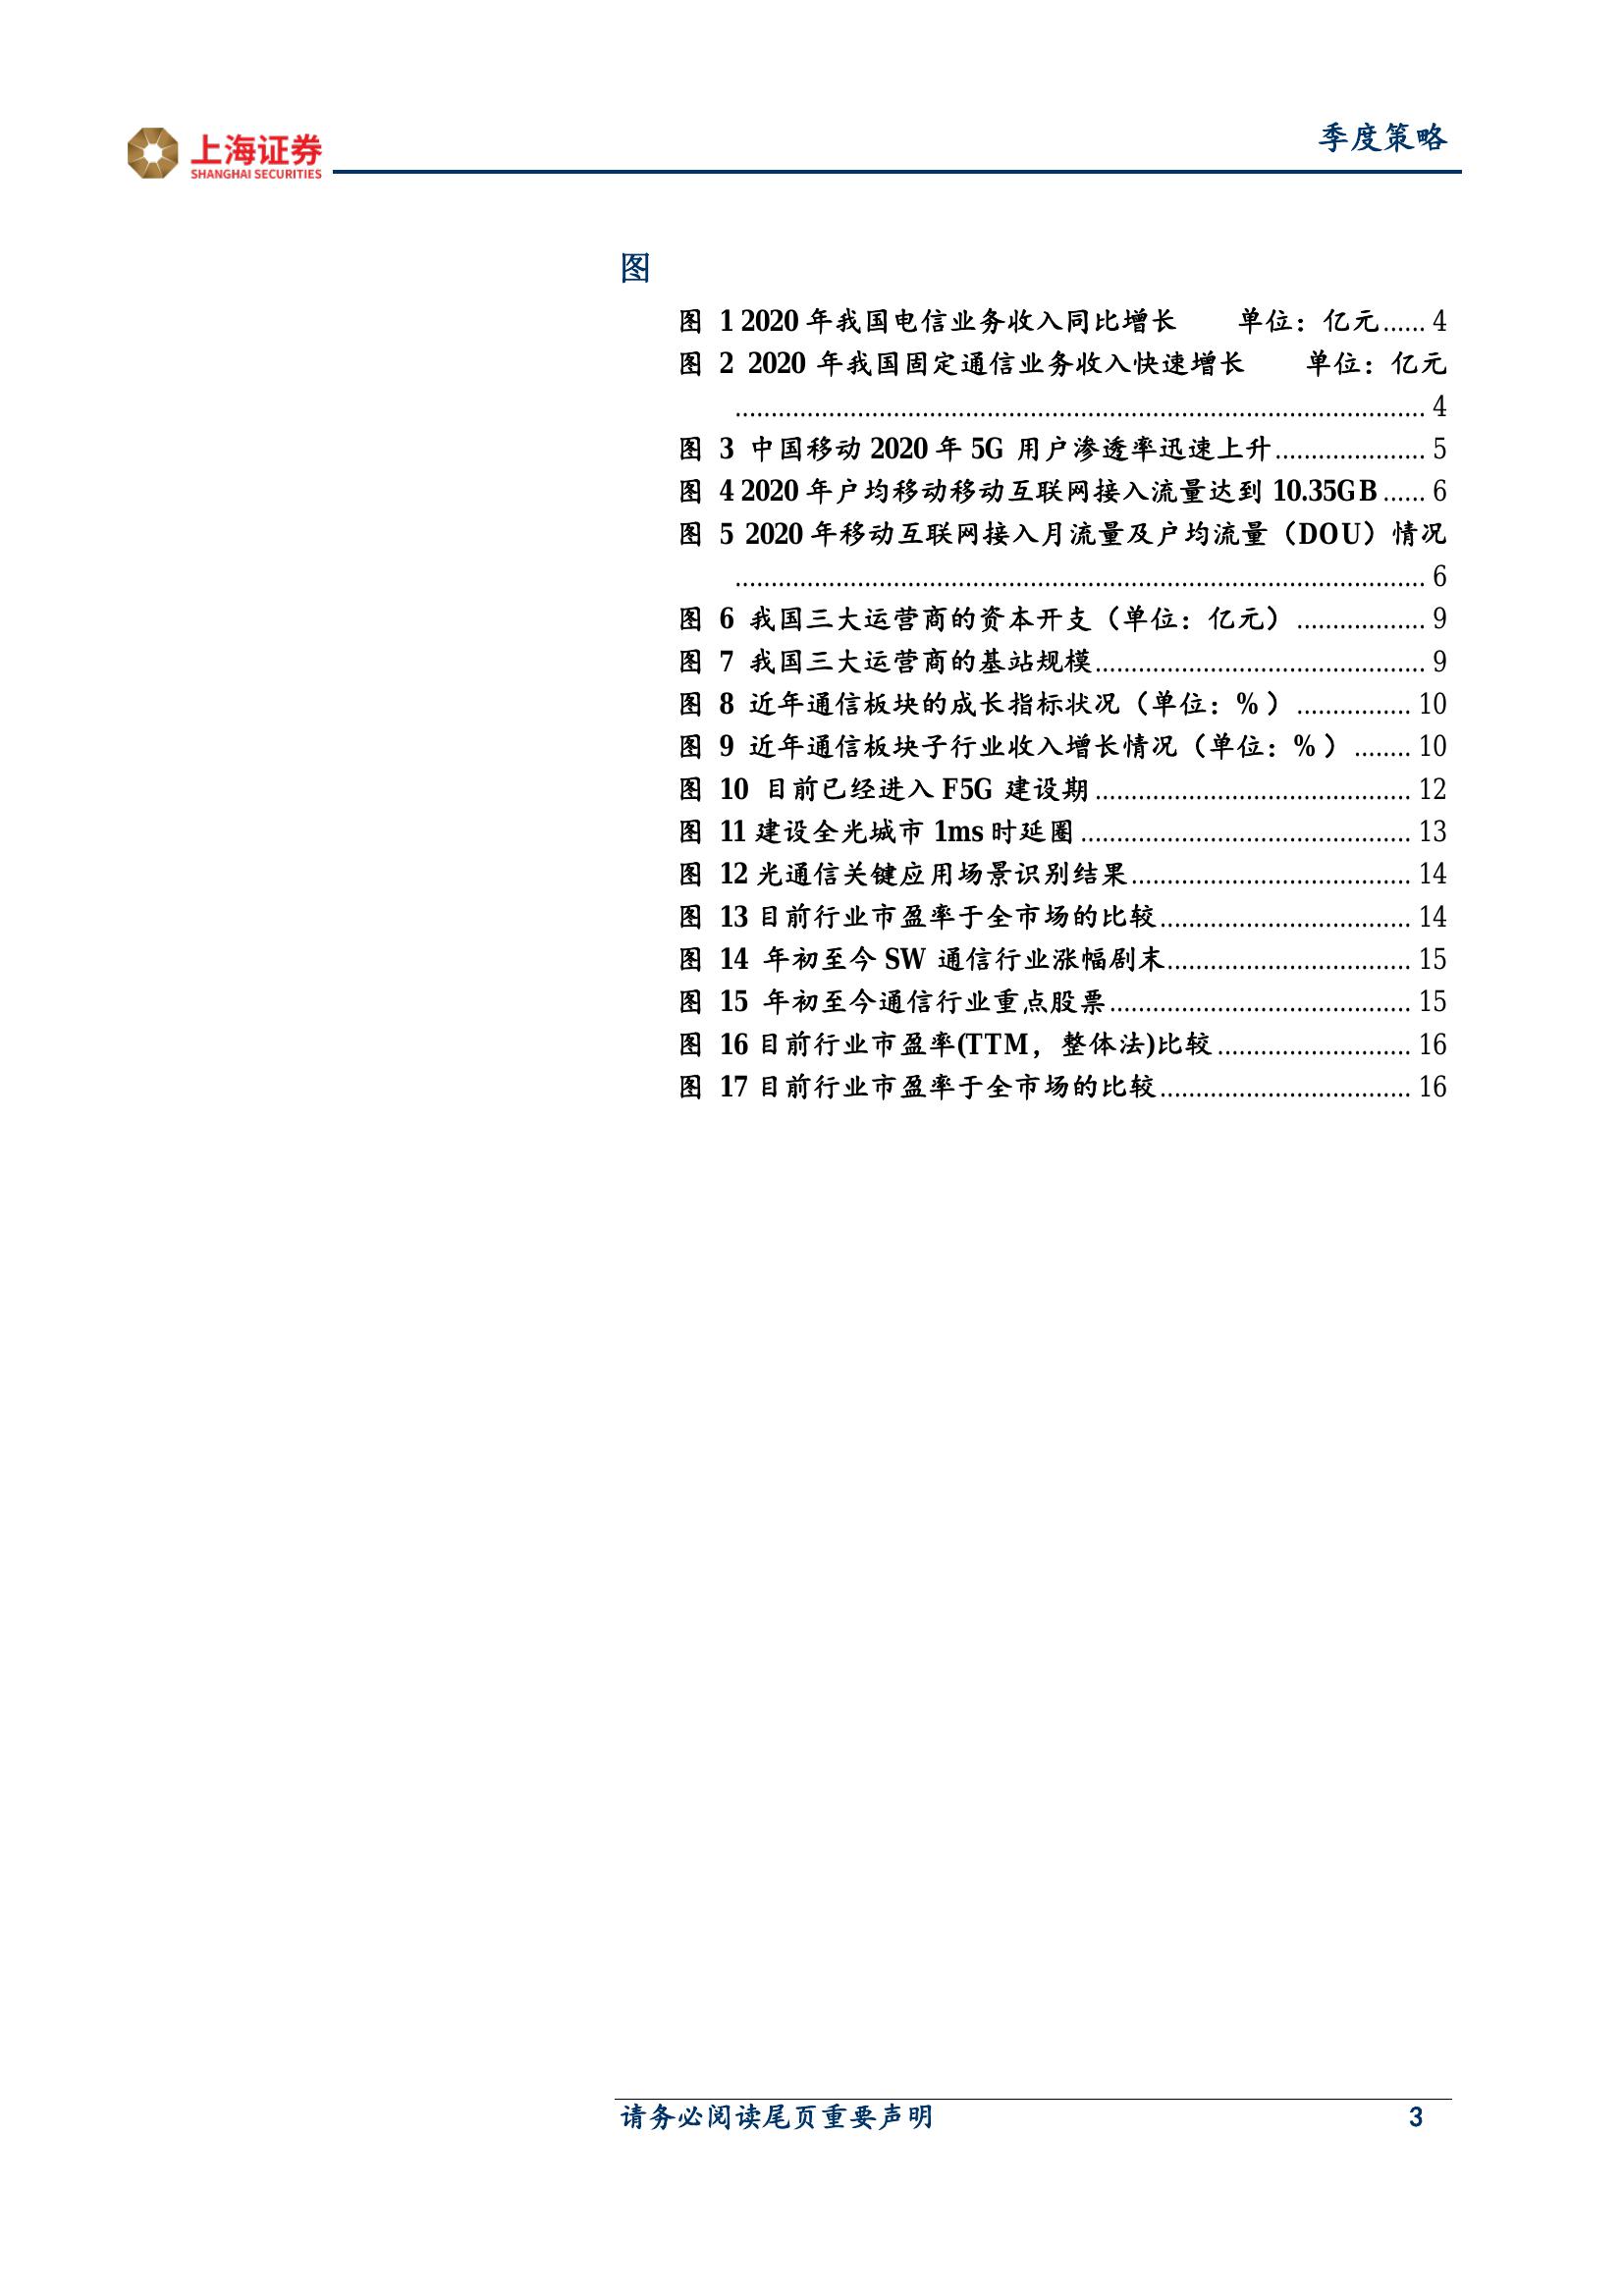 上海证券
SHANGHAI SECURITIES
季度策略
图
图 1 2020 年我国电信业务收入同比增长 单位：亿元...... 4
图 2 2020 年我国固定通信业务收入快速增长 单位：亿元
................................................................................................ 4
图 3 中国移动 2020 年 5G 用户渗透率迅速上升..................... 5
图 4 2020 年户均移动移动互联网接入流量达到 10.35GB...... 6
图 5 2020 年移动互联网接入月流量及户均流量（DOU）情况
................................................................................................ 6
图 6 我国三大运营商的资本开支（单位：亿元）.................. 9
图 7 我国三大运营商的基站规模.............................................. 9
图 8 近年通信板块的成长指标状况（单位：%）................ 10
图 9 近年通信板块子行业收入增长情况（单位：%）........ 10
图 10 目前已经进入 F5G 建设期............................................ 12
图 11 建设全光城市 1ms 时延圈.............................................. 13
图 12 光通信关键应用场景识别结果....................................... 14
图 13 目前行业市盈率于全市场的比较................................... 14
图 14 年初至今 SW 通信行业涨幅剧末.................................. 15
图 15 年初至今通信行业重点股票.......................................... 15
图 16 目前行业市盈率(TTM，整体法)比较........................... 16
图 17 目前行业市盈率于全市场的比较................................... 16
请务必阅读尾页重要声明
3